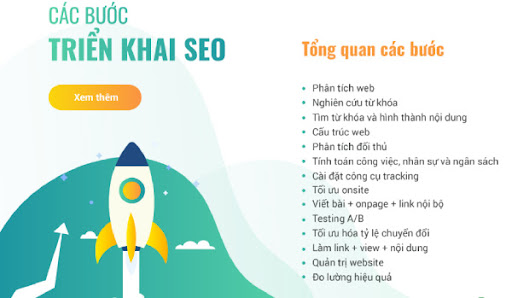 CÁC BƯỚC
TRIỂN KHAI SEO
Xem thêm
Tổng quan các bước
Phân tích web
Nghiên cứu từ khóa
Tìm từ khóa và hình thành nội dung
Cấu trúc web
Phân tích đối thủ
Tính toán công việc, nhân sự và ngân sách
Cài đặt công cụ tracking
Tối ưu onsite
Viết bài + onpage + link nội bộ
Testing A/B
Tối ưu hóa tỷ lệ chuyển đổi
Làm link + view + nội dung
Quản trị website
Đo lường hiệu quả